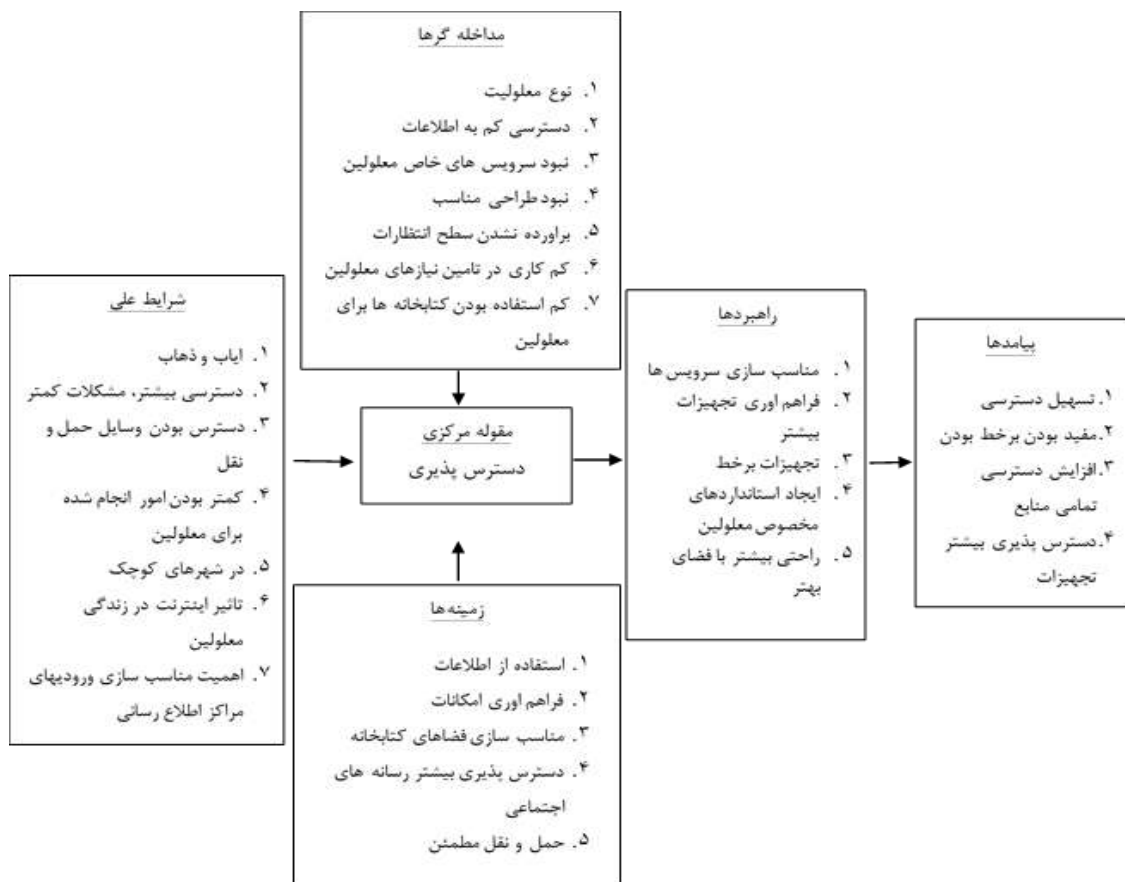 مداخله گرها
۱. نوع معلولیت
۲. دسترسی کم به اطلاعات
۳. نبود سرویس های خاص معلولین
۴. نبود طراحی مناسب
۵. براورده نشدن سطح انتظارات
۶. کم کاری در تامین نیازهای معلولین
۷. کم استفاده بودن کتابخانه ها برای
معلولین
شرایط علی
۱. ایاب و ذهاب
۲. دسترسی بیشتر، مشکلات کمتر
۳. دسترس بودن وسایل حمل و
نقل
۴. کمتر بودن امور انجام شده
برای معلولین
۵. در شهرهای کوچک
۶. تاثیر اینترنت در زندگی
معلولین
۷. اهمیت مناسب سازی ورودیهای
مراکز اطلاع رسانی
مقوله مرکزی
دسترس پذیری
زمینه‌ها
۱. استفاده از اطلاعات
۲. فراهم اوری امکانات
۳. مناسب سازی فضاهای کتابخانه
۴. دسترس پذیری بیشتر رسانه های
اجتماعی
۵. حمل و نقل مطمئن
راهبردها
۱. مناسب سازی سرویس ها
۲. فراهم اوری تجهیزات
بیشتر
۳. تجهیزات برخط
۴. ایجاد استانداردهای
مخصوص معلولین
۵. راحتی بیشتر با فضای
بهتر
پیامدها
۱. تسهیل دسترسی
۲. مفید بودن برخط بودن
۳. افزایش دسترسی
تمامی منابع
۴. دسترس پذیری بیشتر
تجهیزات